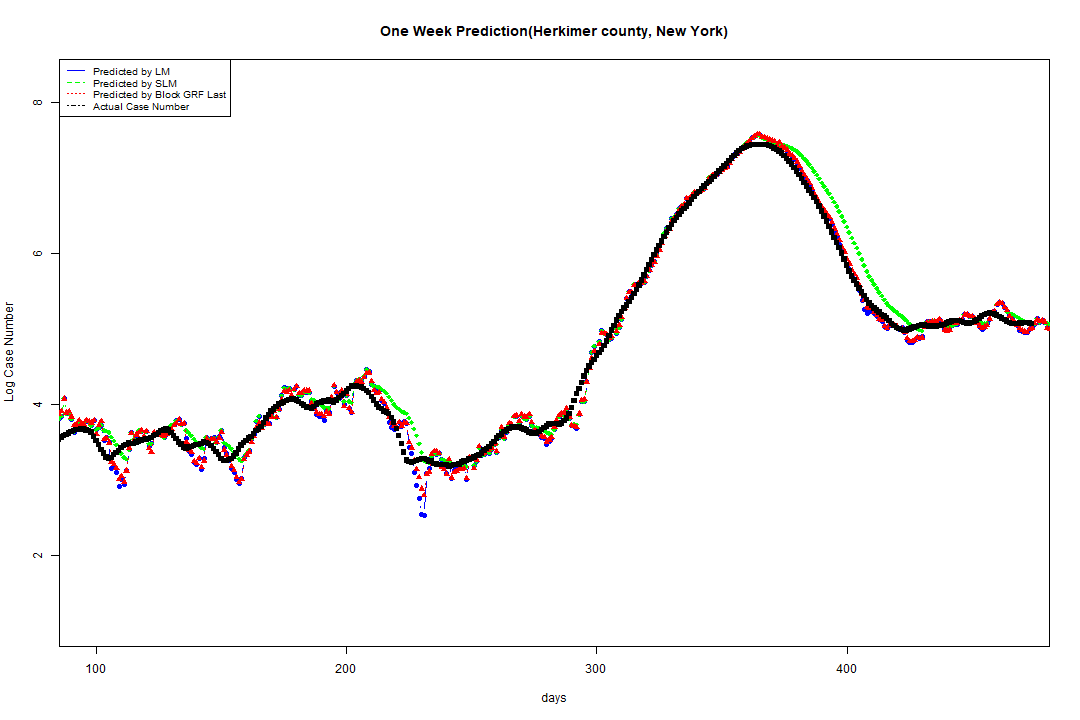 One Week Prediction(Herkimer county, New York)
Predicted by LM
Predicted by SLM
Predicted by Block GRF Last
Actual Case Number
8
6
4
2
Log Case Number
100 200 300 400
days